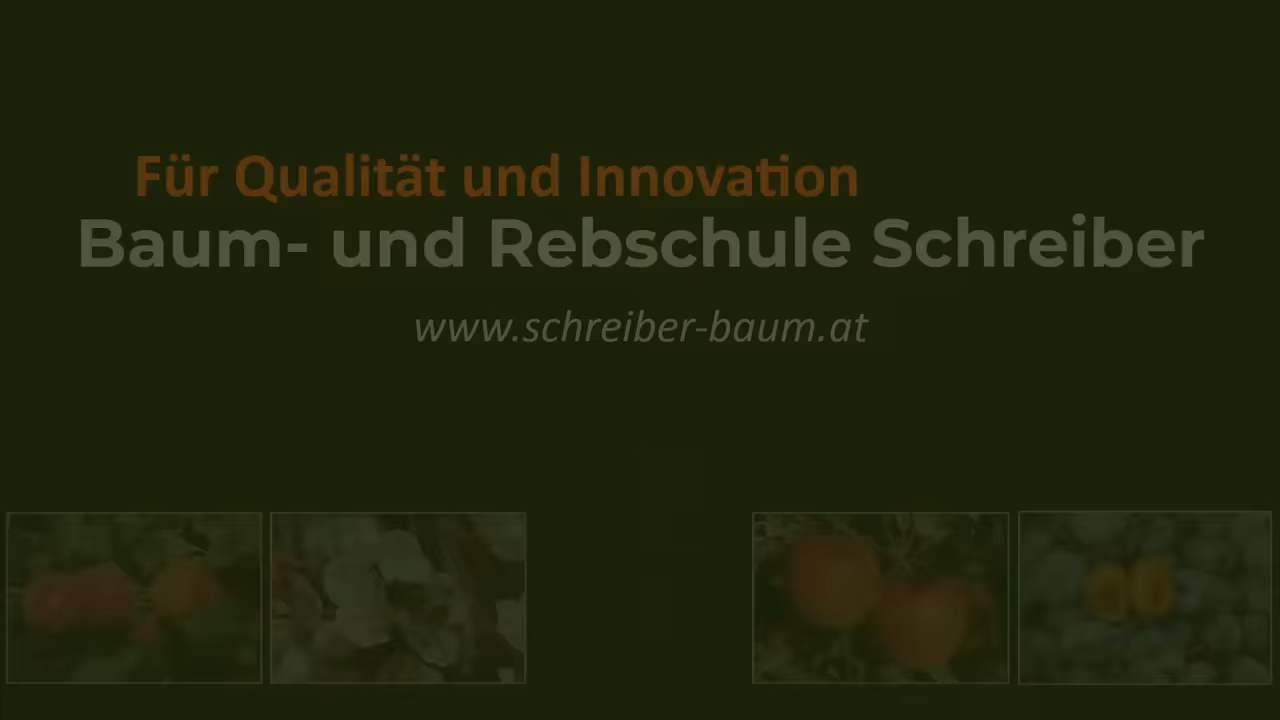 Für Qualität und Innovation
Baum- und Rebschule Schreiber
www.schreiber-baum.at